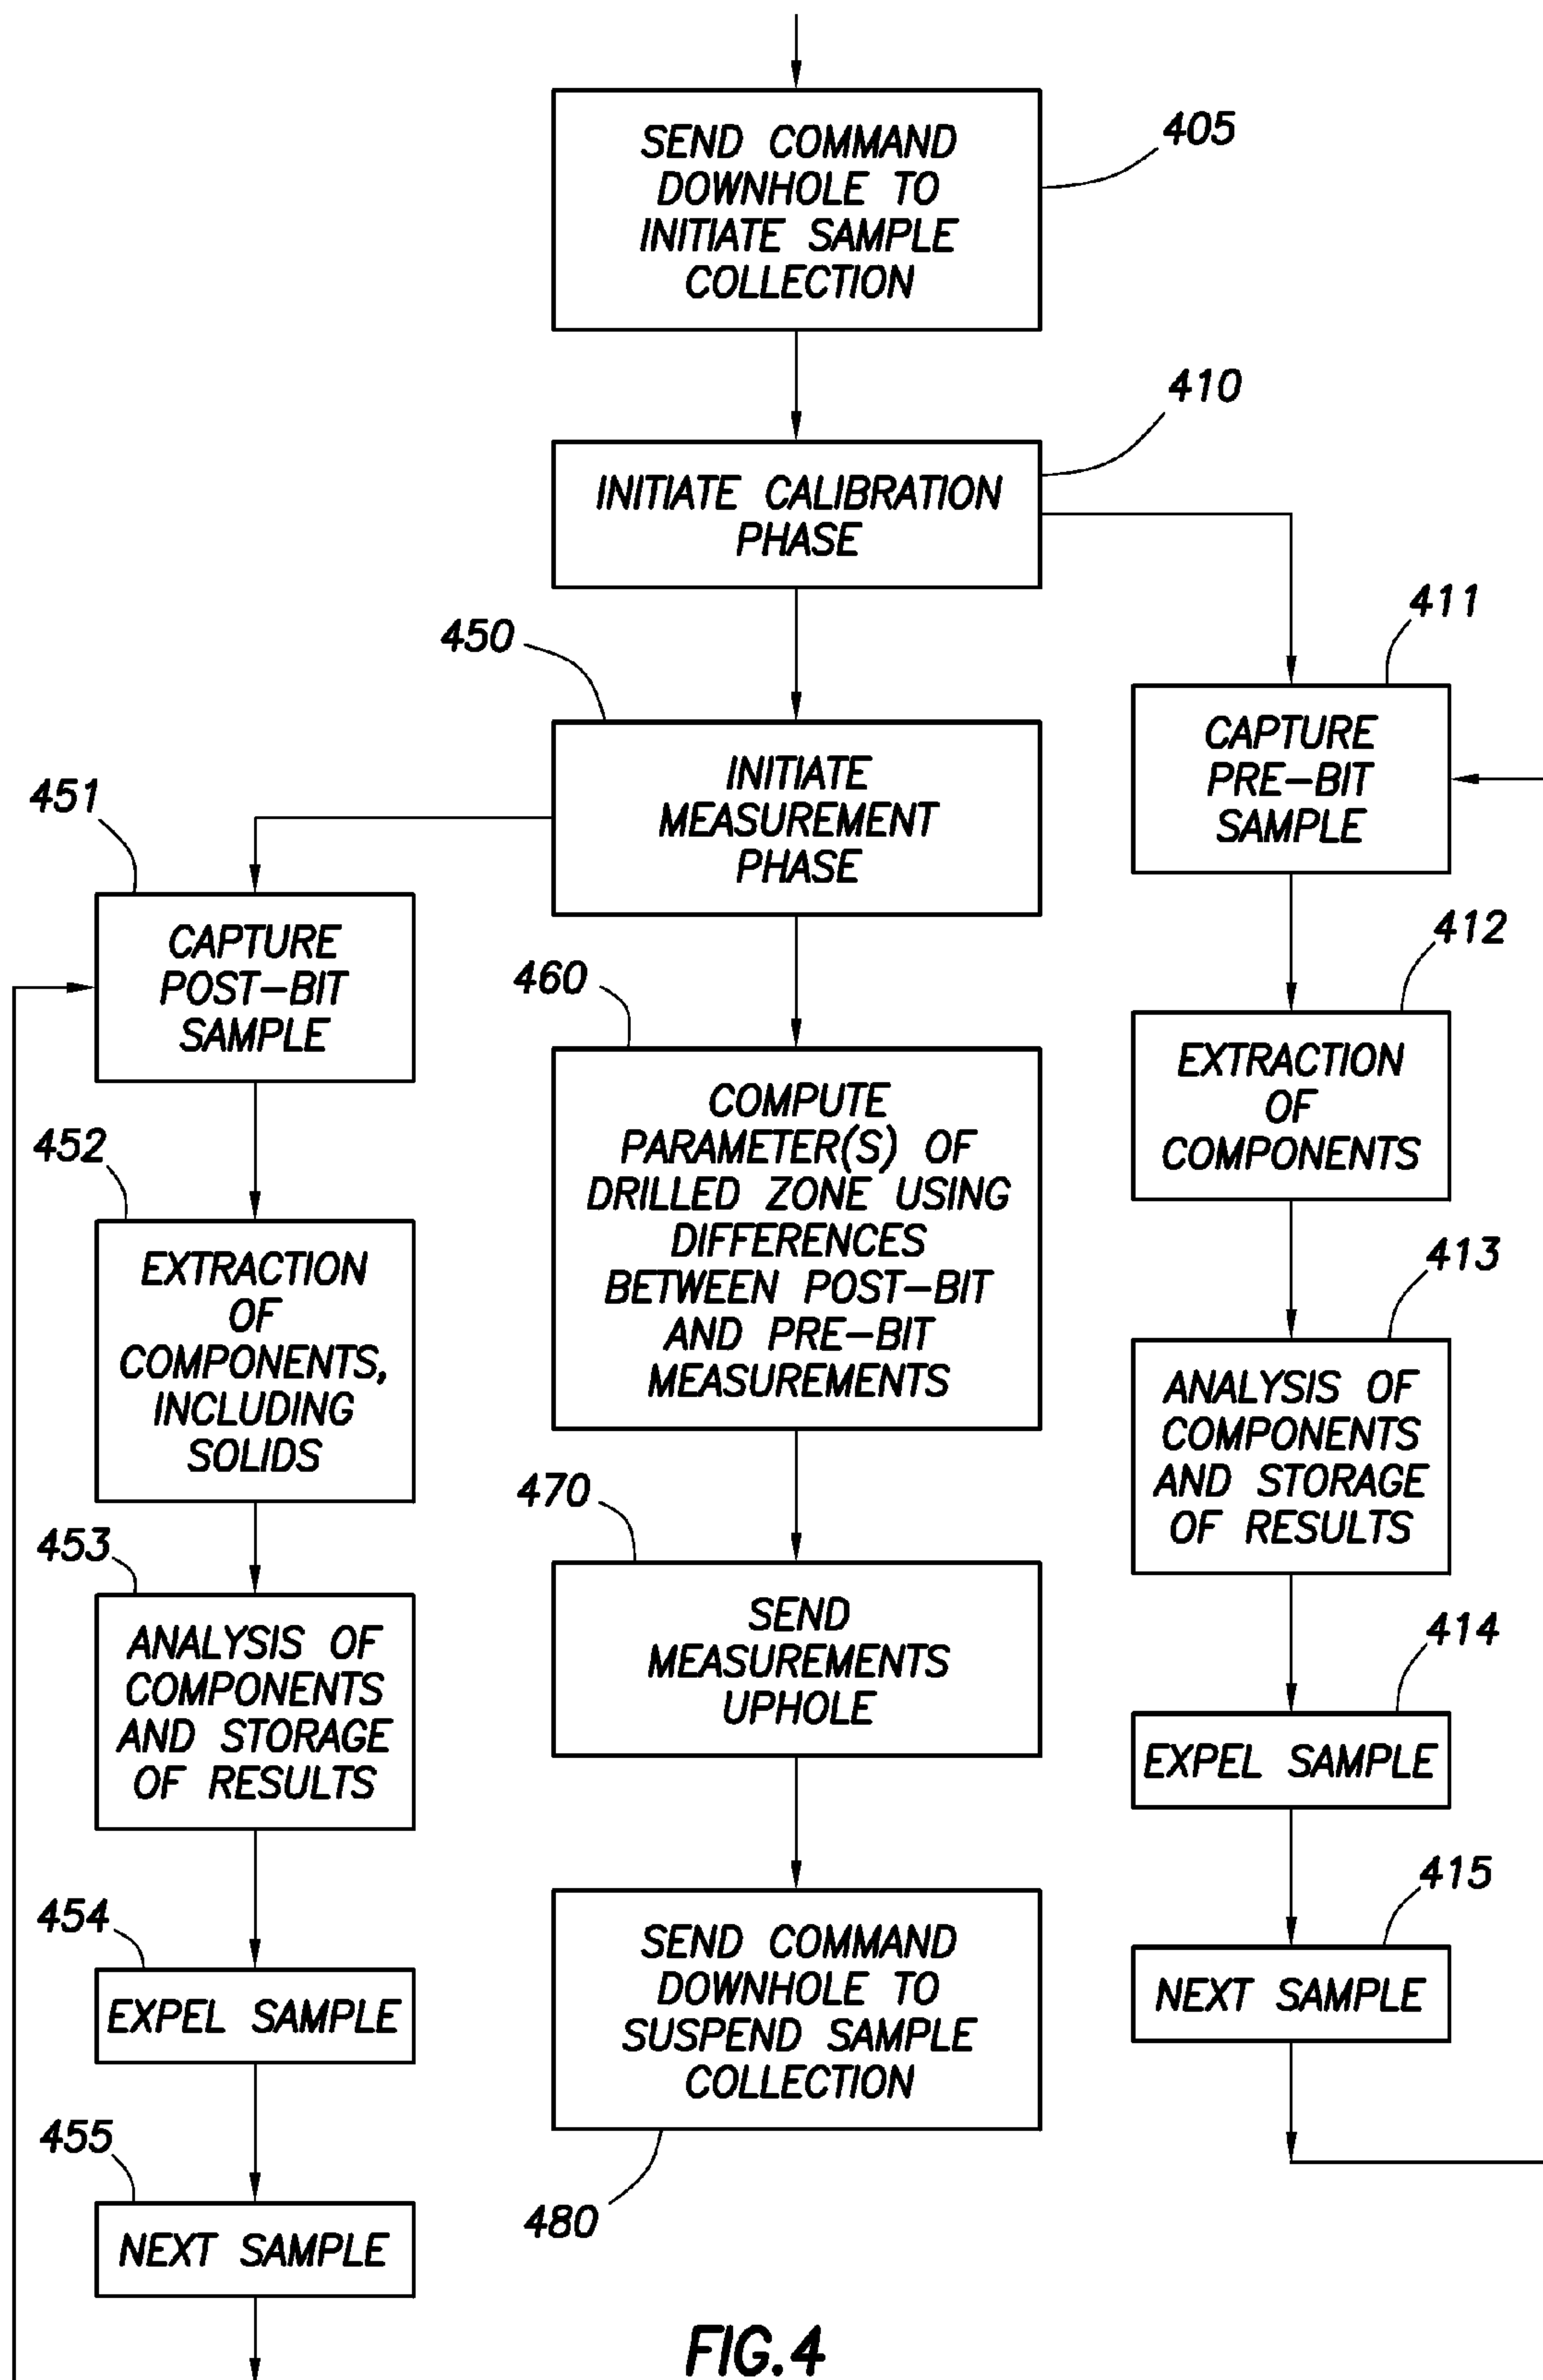 SEND COMMAND
DOWNHOLE TO
INITIATE SAMPLE
COLLECTION
405
INITIATE CALIBRATION
PHASE
410
450
INITIATE
MEASUREMENT
PHASE
411
CAPTURE
PRE-BIT
SAMPLE
451
CAPTURE
POST-BIT
SAMPLE
412
EXTRACTION
OF
COMPONENTS
460
COMPUTE
PARAMETER(S) OF
DRILLED ZONE USING
DIFFERENCES
BETWEEN POST-BIT
AND PRE-BIT
MEASUREMENTS
452
EXTRACTION
OF
COMPONENTS,
INCLUDING
SOLIDS
413
ANALYSIS OF
COMPONENTS
AND STORAGE
OF RESULTS
470
SEND
MEASUREMENTS
UPHOLE
453
ANALYSIS OF
COMPONENTS
AND STORAGE
OF RESULTS
414
EXPEL SAMPLE
415
NEXT SAMPLE
SEND COMMAND
DOWNHOLE TO
SUSPEND SAMPLE
COLLECTION
480
454
EXPEL SAMPLE
455
NEXT SAMPLE
FIG.4